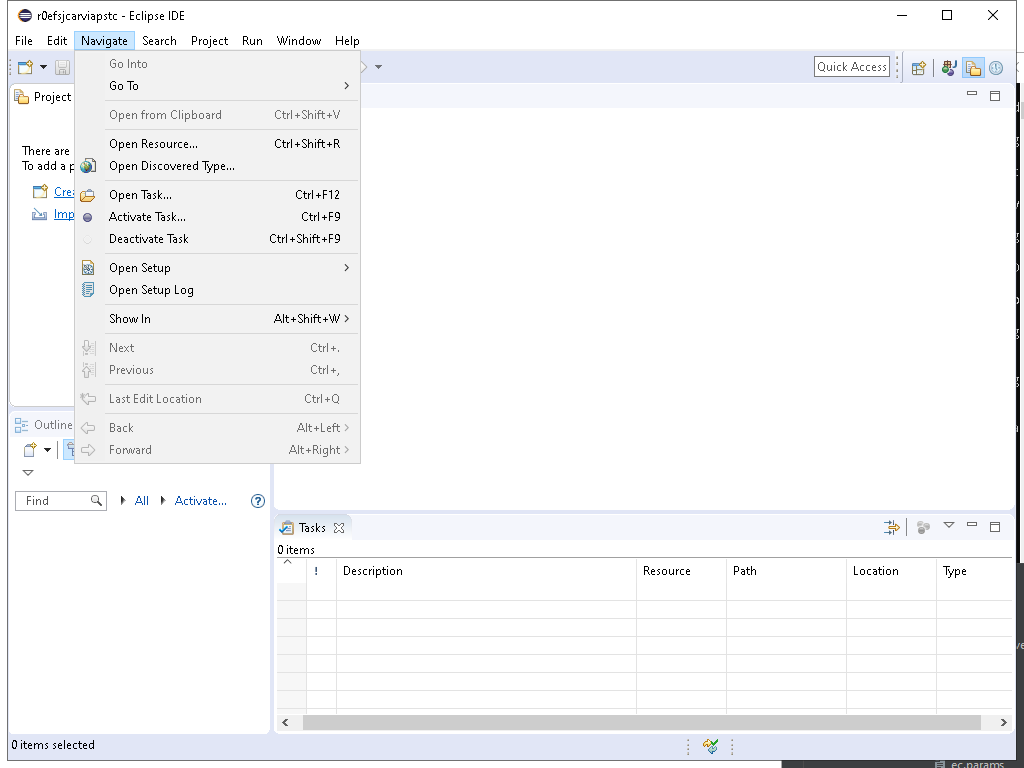 r0efsjcarviapstc - Eclipse IDE
File Edit Navigate Search Project Run Window Help
Quick Access
Project
There are
To add a p
Crea
Imp
Go Into
Go To
Open from Clipboard Ctrl+Shift+V
Open Resource... Ctrl+Shift+R
Open Discovered Type...
Open Task... Ctrl+F12
Activate Task... Ctrl+F9
Deactivate Task Ctrl+Shift+F9
Open Setup
Open Setup Log
Show In Alt+Shift+W
Next Ctrl+.
Previous Ctrl+,
Last Edit Location Ctrl+Q
Back Alt+Left
Forward Alt+Right
Outline
Find All Activate...
Tasks
0 items
! Description Resource Path Location Type
0 items selected
ec.params